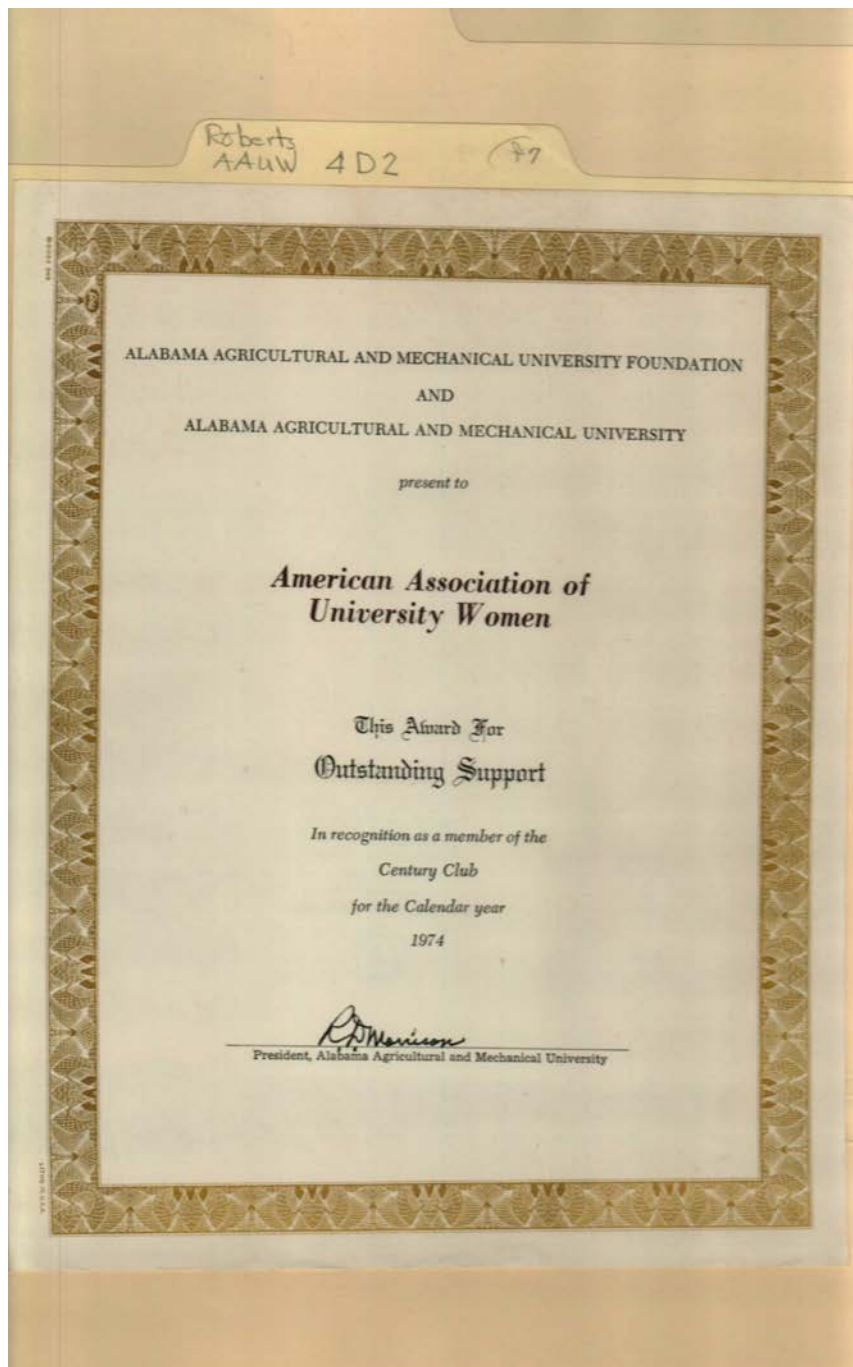 Roberts
AAUW 4D2
ALABAMA AGRICULTURAL AND MECHANICAL UNIVERSITY FOUNDATION
AND
ALABAMA AGRICULTURAL AND MECHANICAL UNIVERSITY
present to
American Association of
University Women
This Award For
Outstanding Support
In recognition as a member of the
Century Club
for the Calendar year
1974
R D Morrison
President, Alabama Agricultural and Mechanical University